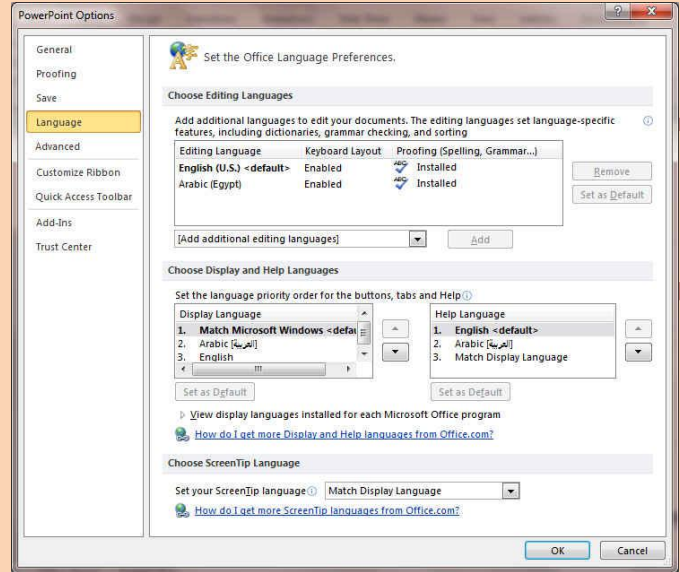 PowerPoint Options
General
Proofing
Save
Language
Advanced
Customize Ribbon
Quick Access Toolbar
Add-Ins
Trust Center
Set the Office Language Preferences.
Choose Editing Languages
Add additional languages to edit your documents. The editing languages set language-specific
features, including dictionaries, grammar checking, and sorting
Editing Language Keyboard Layout Proofing (Spelling, Grammar...)
English (U.S.) <default> Enabled Installed
Arabic (Egypt) Enabled Installed
Remove
Set as Default
[Add additional editing languages] Add
Choose Display and Help Languages
Set the language priority order for the buttons, tabs and Help
Display Language
1. Match Microsoft Windows <defau
2. Arabic [العربية]
3. English
Set as Default
Help Language
1. English <default>
2. Arabic [العربية]
3. Match Display Language
Set as Default
View display languages installed for each Microsoft Office program
How do I get more Display and Help languages from Office.com?
Choose ScreenTip Language
Set your ScreenTip language Match Display Language
How do I get more ScreenTip languages from Office.com?
OK Cancel